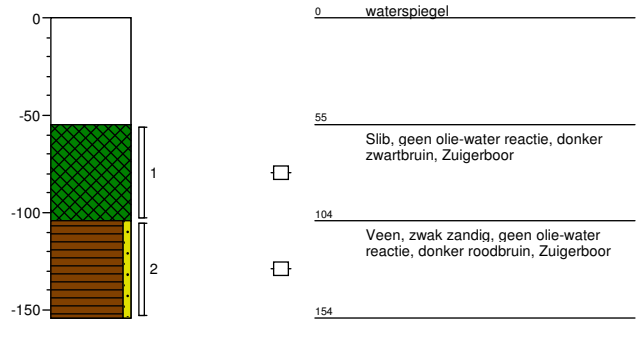 0
-50
-100
-150
1
2
0 waterspiegel
55
Slib, geen olie-water reactie, donker
zwartbruin, Zuigerboor
104
Veen, zwak zandig, geen olie-water
reactie, donker roodbruin, Zuigerboor
154